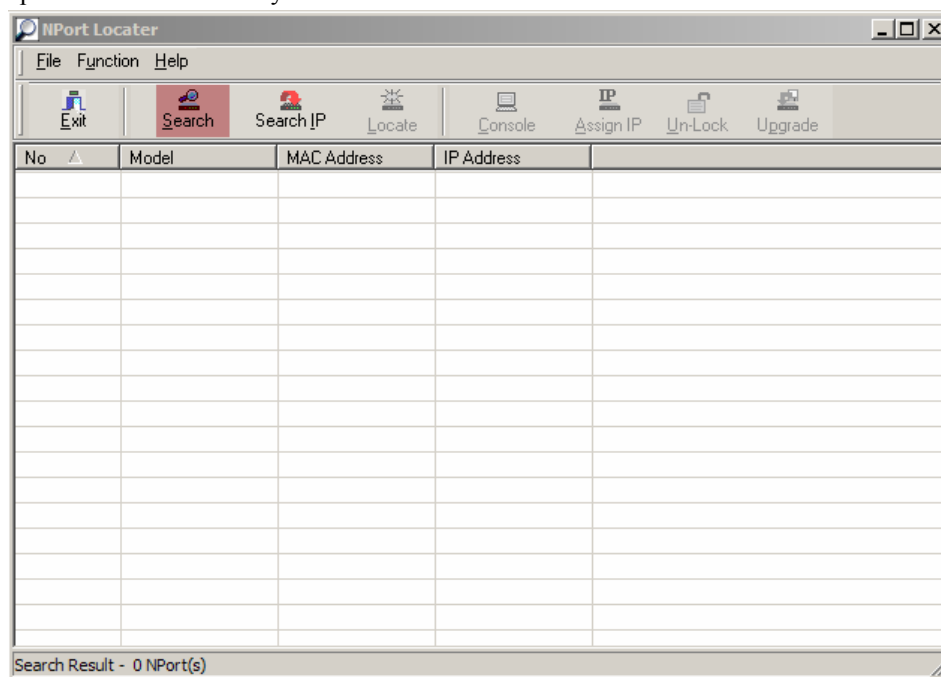 NPort Locater
File Function Help
Exit Search Search IP Locate Console Assign IP Un-Lock Upgrade
No Model MAC Address IP Address
Search Result - 0 NPort(s)